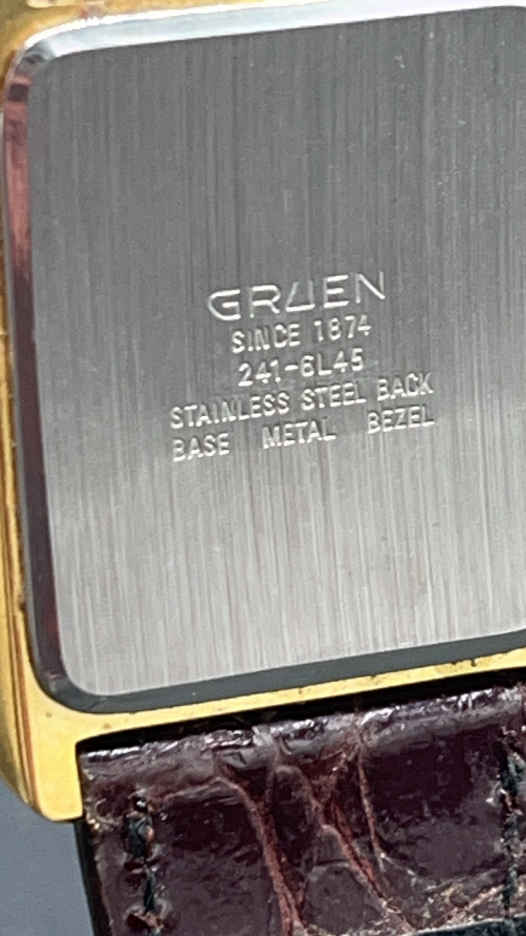 GRUEN
SINCE 1874
241-6L45
STAINLESS STEEL BACK
BASE METAL BEZEL